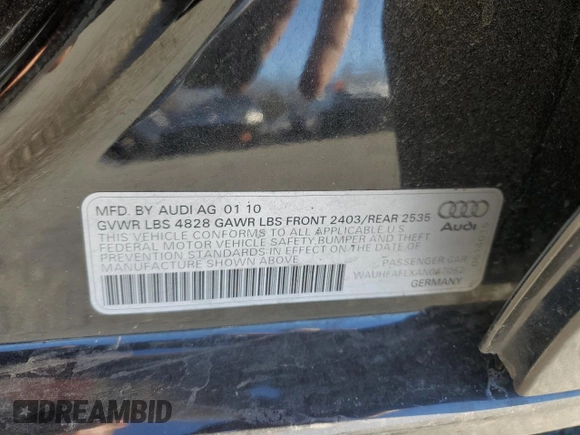 MFD. BY AUDI AG 01 10
GVWR LBS 4828 GAWR LBS FRONT 2403/REAR 2535
THIS VEHICLE CONFORMS TO ALL APPLICABLE U.S.
FEDERAL MOTOR VEHICLE SAFETY BUMPER AND THEFT
PREVENTION STANDARDS IN EFFECT ON THE DATE OF
MANUFACTURE SHOWN ABOVE
Audi
PASSENGER CAR
GERMANY
DREAMBID